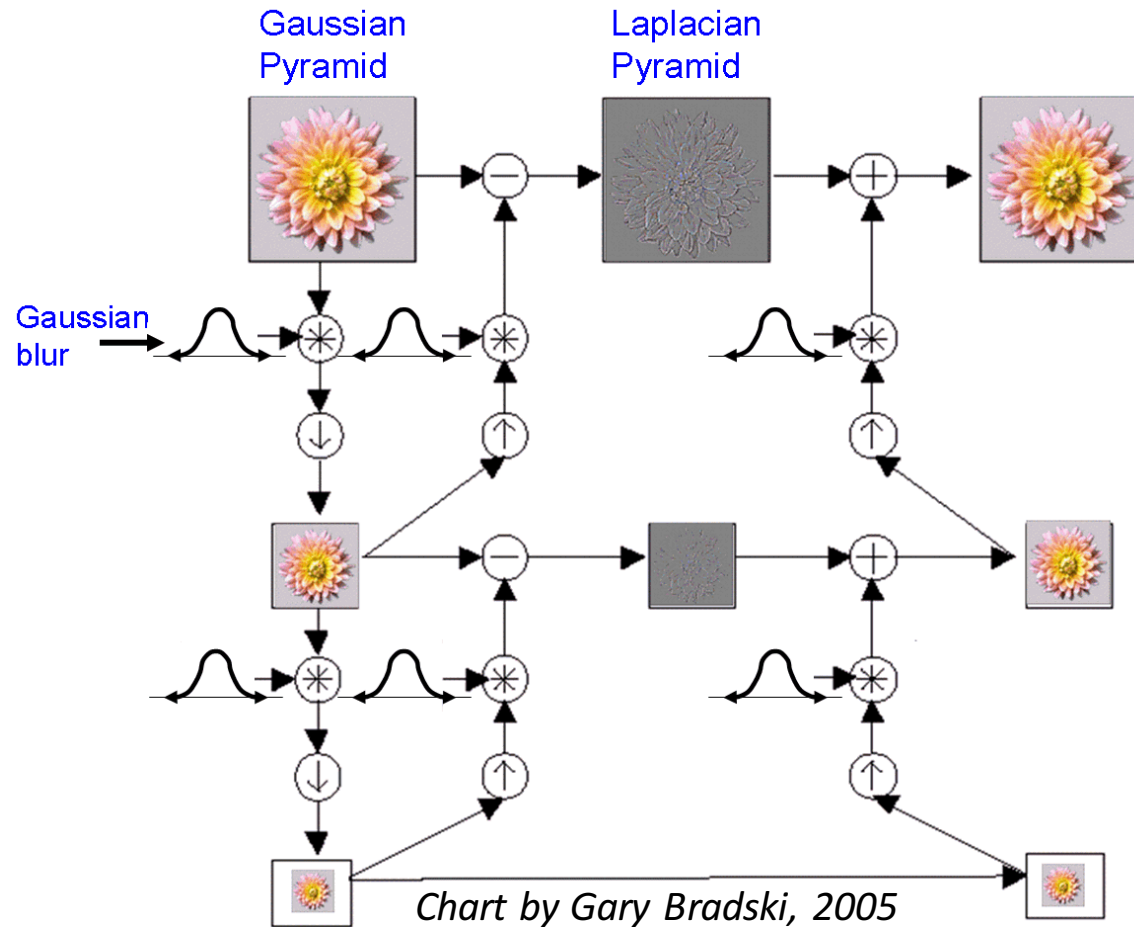 Gaussian
Pyramid
Laplacian
Pyramid
Gaussian
blur
Chart by Gary Bradski, 2005